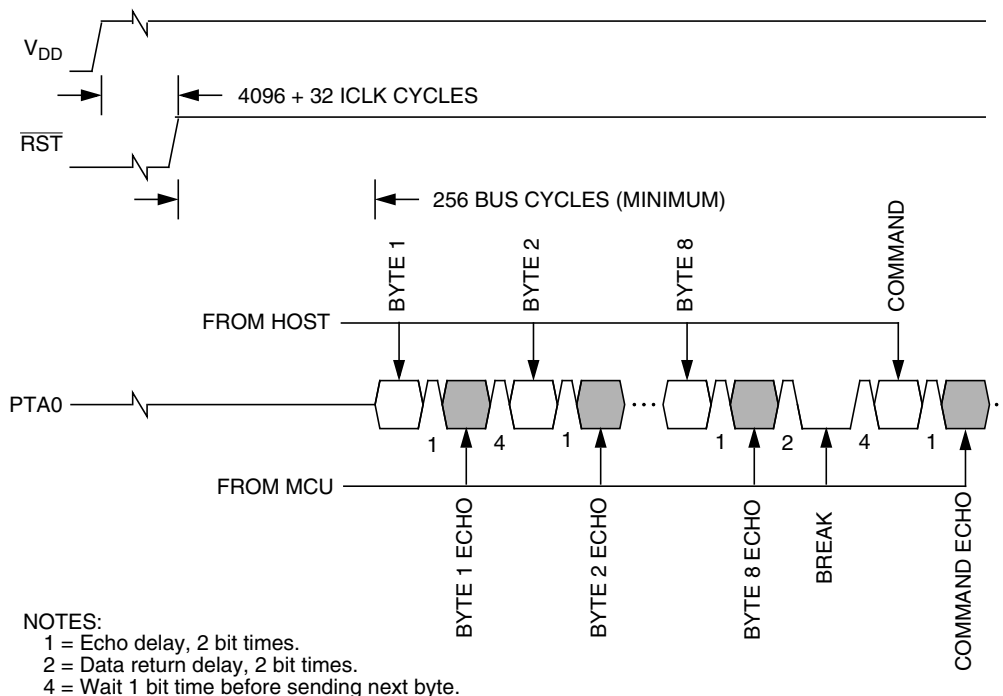 VDD
4096 + 32 ICLK CYCLES
RST
256 BUS CYCLES (MINIMUM)
BYTE 1
BYTE 2
BYTE 8
COMMAND
FROM HOST
PTA0
1
4
1
1
2
4
1
FROM MCU
BYTE 1 ECHO
BYTE 2 ECHO
BYTE 8 ECHO
BREAK
COMMAND ECHO
NOTES:
1 = Echo delay, 2 bit times.
2 = Data return delay, 2 bit times.
4 = Wait 1 bit time before sending next byte.